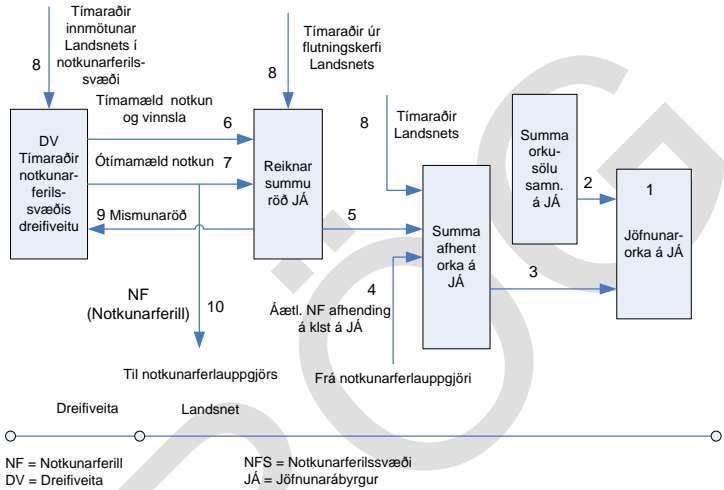 Tímaraðir
innmötunar
Landsnets í
notkunarferils-
svæði
8
Tímaraðir úr
flutningskerfi
Landsnets
8
DV
Tímaraðir
notkunar-
ferils-
svæðis
dreifiveitu
Tímamæld notkun
og vinnsla
6
Ótímamæld notkun
7
9 Mismunaröð
Reiknar
summu
röð JÁ
8
Tímaraðir
Landsnets
5
Summa
afhent
orka á
JÁ
Summa
orku-
sölu
samn.
á JÁ
2
1
Jöfnunar-
orka á JÁ
3
NF
(Notkunarferill)
10
4
Áætl. NF afhending
á klst á JÁ
Til notkunarferlauppgjörs
Frá notkunarferlauppgjöri
Dreifiveita
Landsnet
NF = Notkunarferill
DV = Dreifiveita
NFS = Notkunarferilssvæði
JÁ = Jöfnunarábyrgur
DRÖG